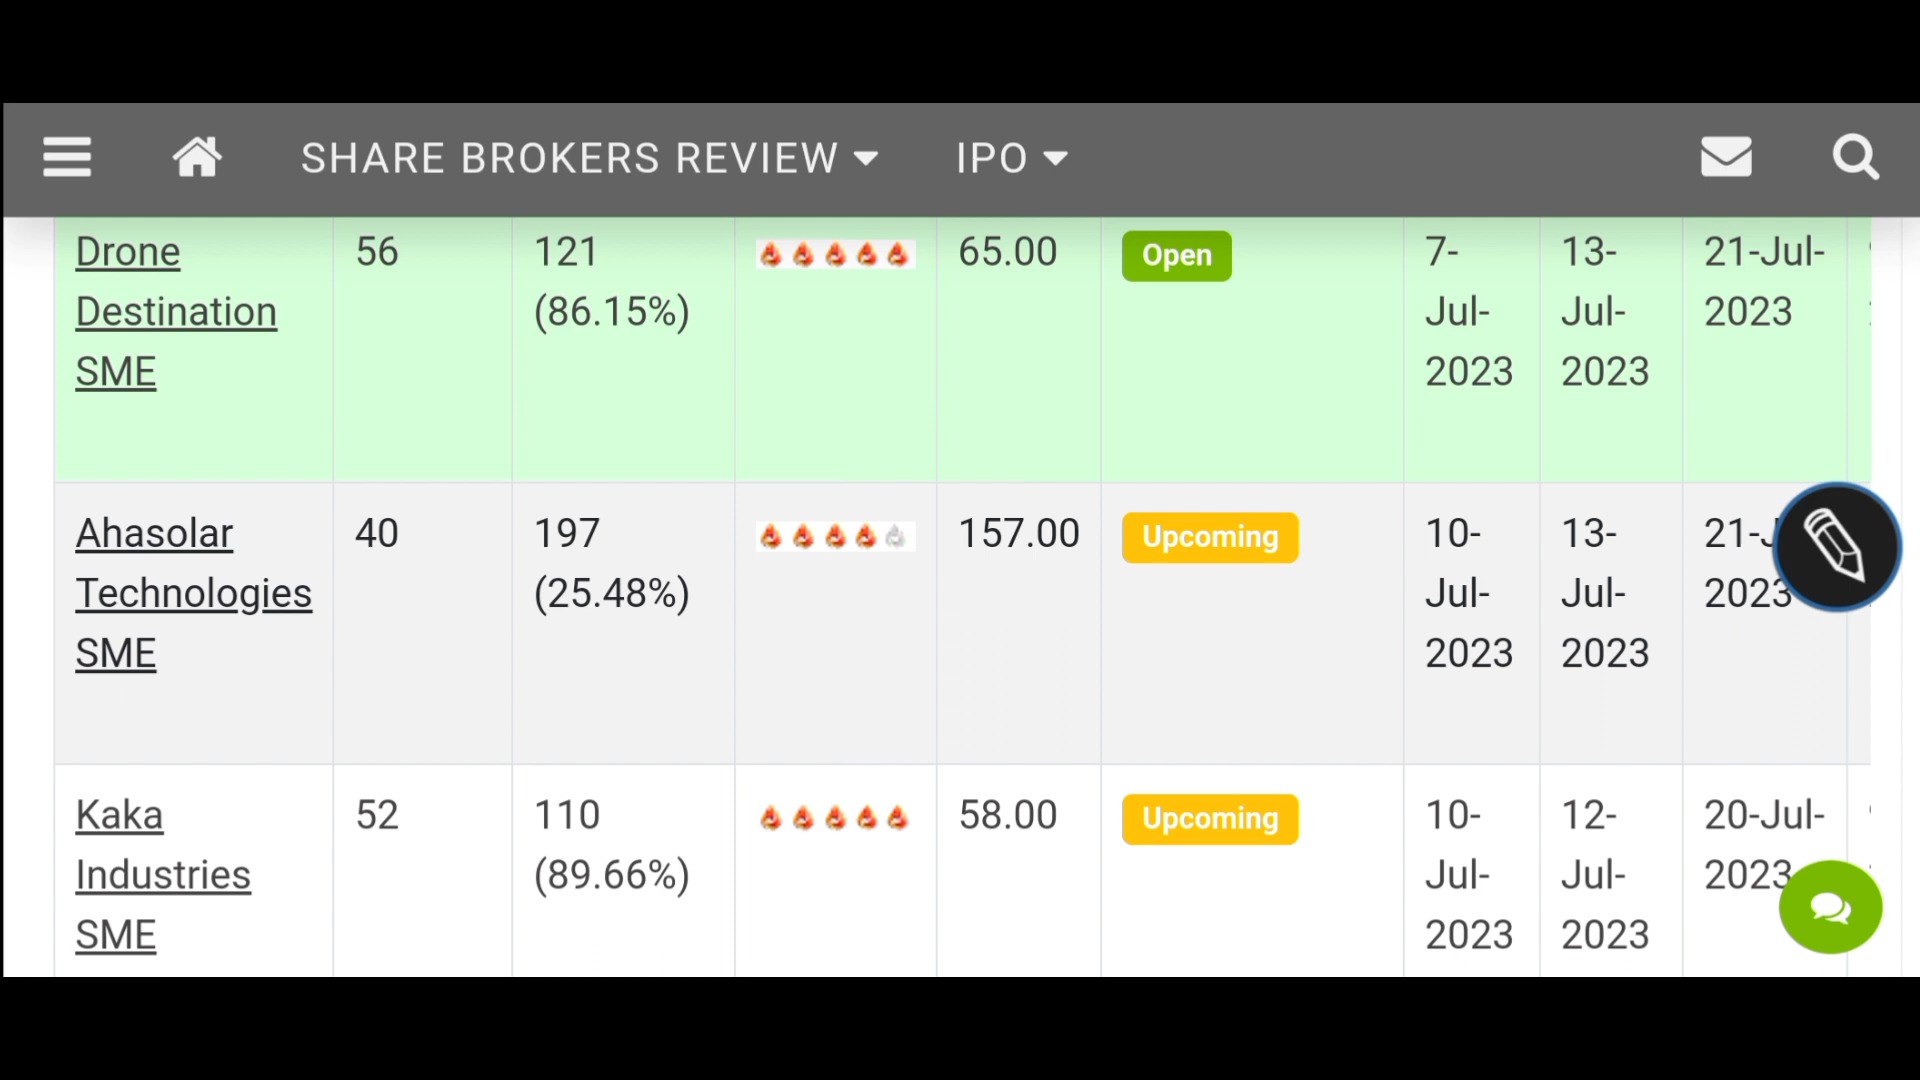 SHARE BROKERS REVIEW IPO
Drone
Destination
SME
56
121
(86.15%)
65.00
Open
7-
Jul-
2023
13-
Jul-
2023
21-Jul-
2023
Ahasolar
Technologies
SME
40
197
(25.48%)
157.00
Upcoming
10-
Jul-
2023
13-
Jul-
2023
21-J
2023
Kaka
Industries
SME
52
110
(89.66%)
58.00
Upcoming
10-
Jul-
2023
12-
Jul-
2023
20-Jul-
2023